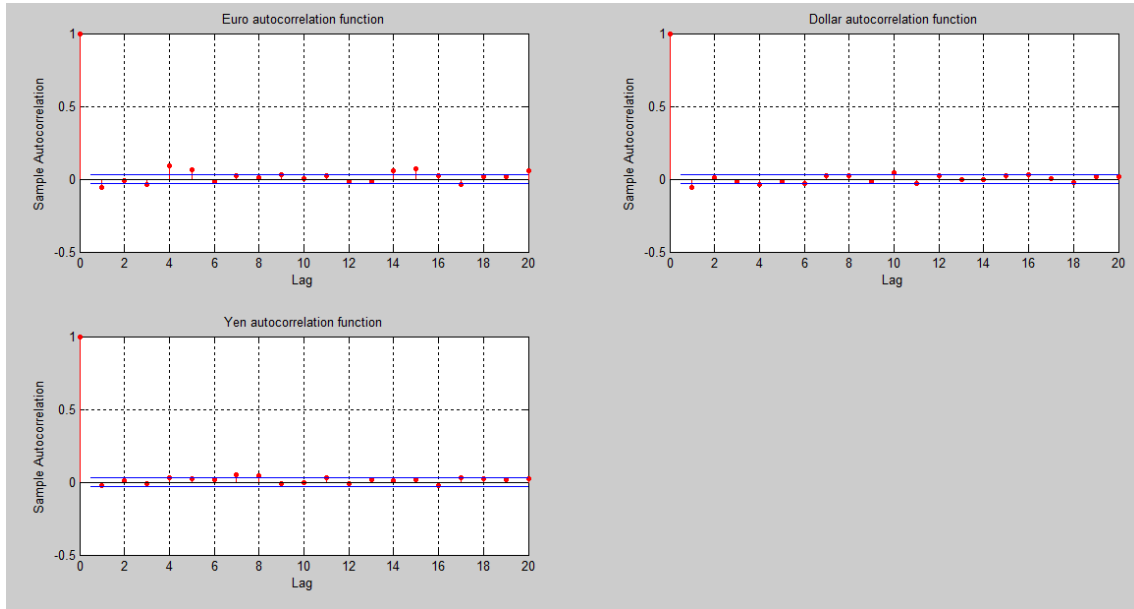 Euro autocorrelation function
1
0.5
0
-0.5
Sample Autocorrelation
0 2 4 6 8 10 12 14 16 18 20
Lag
Dollar autocorrelation function
1
0.5
0
-0.5
Sample Autocorrelation
0 2 4 6 8 10 12 14 16 18 20
Lag
Yen autocorrelation function
1
0.5
0
-0.5
Sample Autocorrelation
0 2 4 6 8 10 12 14 16 18 20
Lag